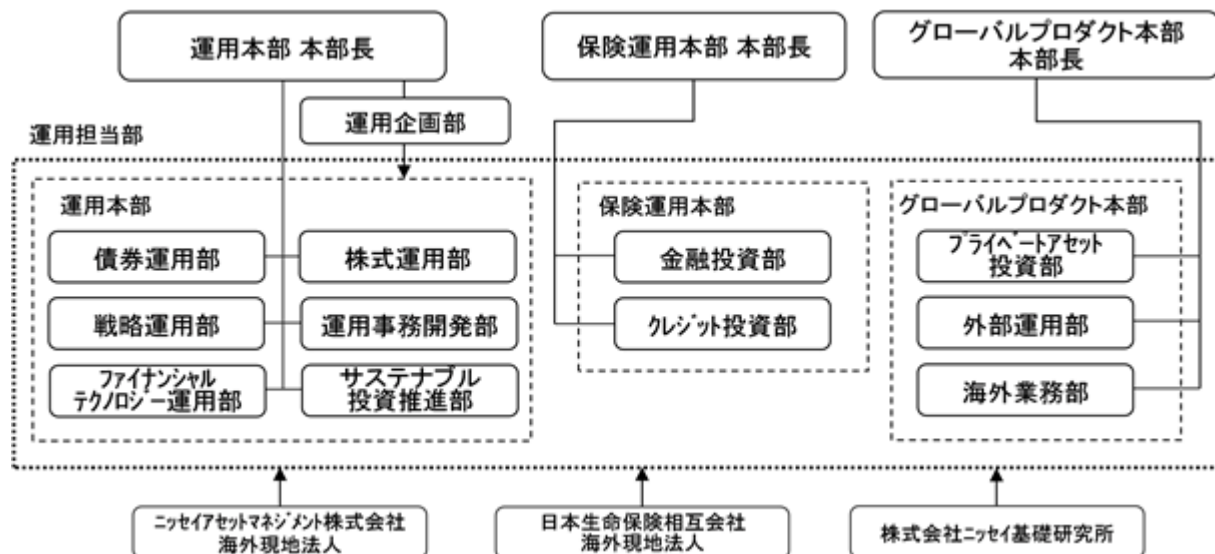 運用本部 本部長
保険運用本部 本部長
グローバルプロダクト本部
本部長
運用企画部
運用担当部
運用本部
債券運用部
株式運用部
戦略運用部
運用事務開発部
ファイナンシャル
テクノロジー運用部
サステナブル
投資推進部
保険運用本部
金融投資部
クレジット投資部
グローバルプロダクト本部
プライベートアセット
投資部
外部運用部
海外業務部
ニッセイアセットマネジメント株式会社
海外現地法人
日本生命保険相互会社
海外現地法人
株式会社ニッセイ基礎研究所